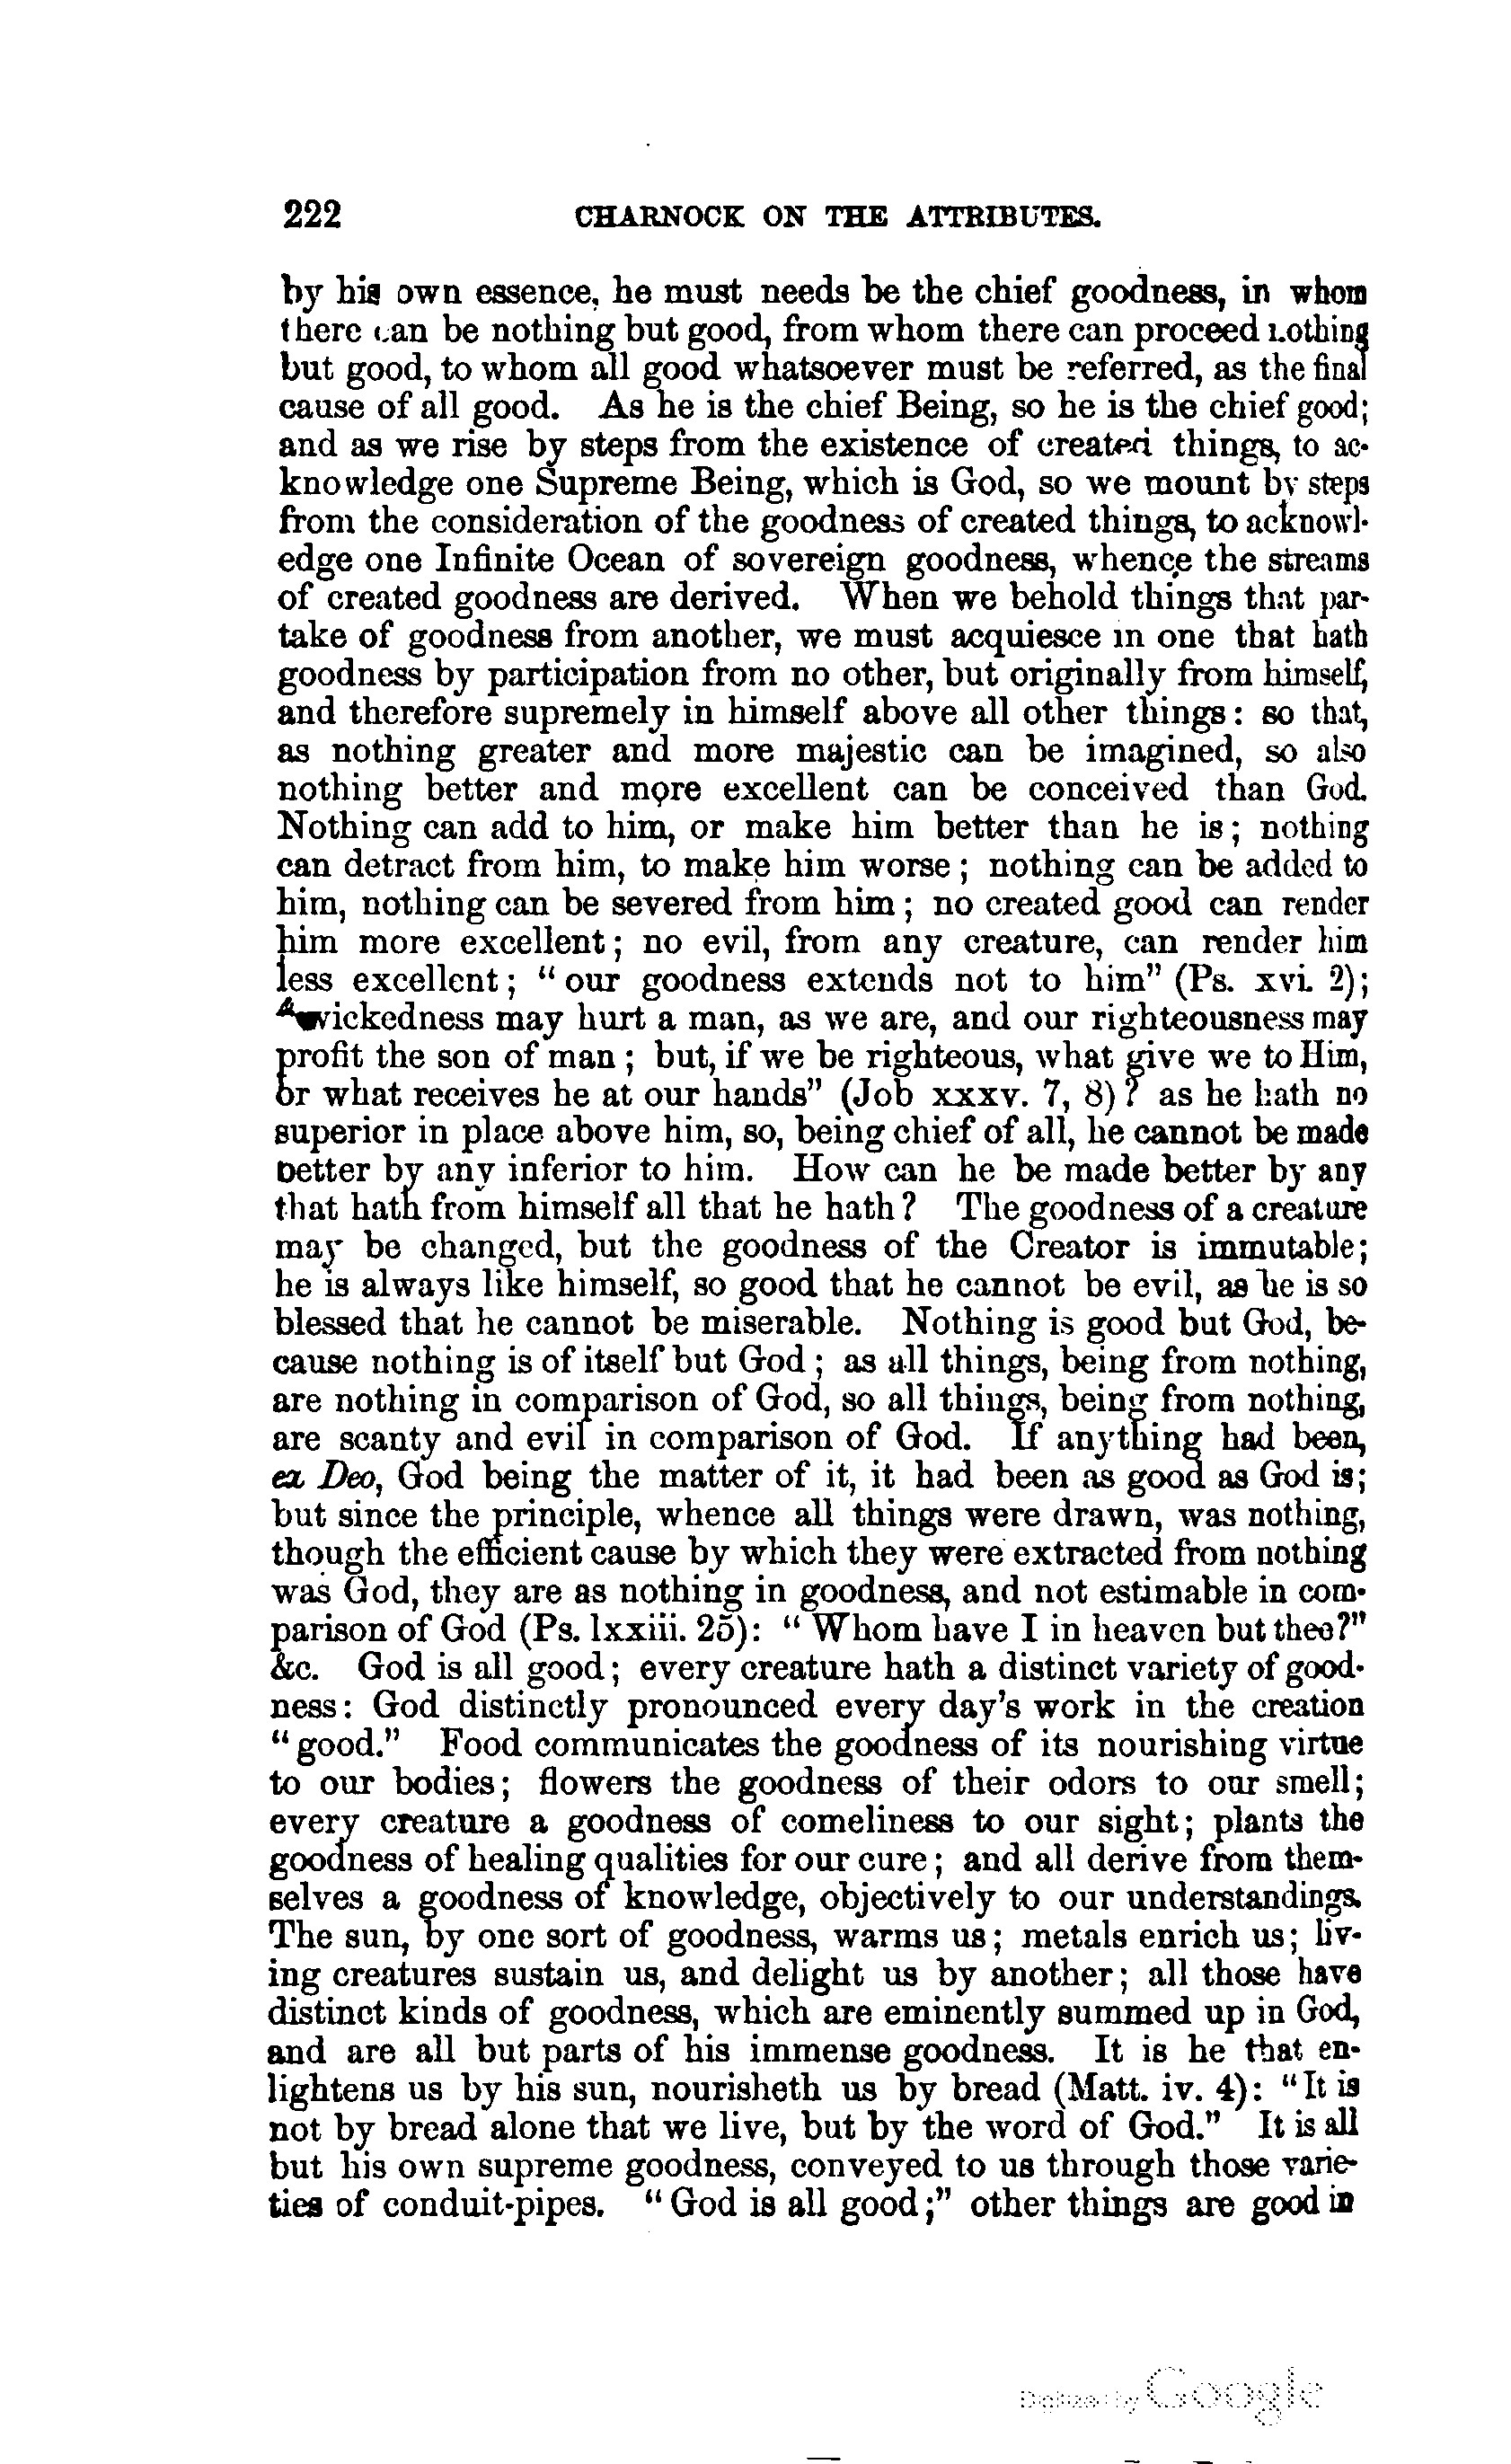 222 CHARNOCK ON THE ATTRIBUTES.
by his own essence, he must needs be the chief goodness, in whom
there can be nothing but good, from whom there can proceed nothing
but good, to whom all good whatsoever must be referred, as the final
cause of all good. As he is the chief Being, so he is the chief good;
and as we rise by steps from the existence of created things, to ac-
knowledge one Supreme Being, which is God, so we mount by steps
from the consideration of the goodness of created things, to acknowl-
edge one Infinite Ocean of sovereign goodness, whence the streams
of created goodness are derived. When we behold things that par-
take of goodness from another, we must acquiesce in one that hath
goodness by participation from no other, but originally from himself,
and therefore supremely in himself above all other things: so that,
as nothing greater and more majestic can be imagined, so also
nothing better and more excellent can be conceived than God.
Nothing can add to him, or make him better than he is; nothing
can detract from him, to make him worse; nothing can be added to
him, nothing can be severed from him; no created good can render
him more excellent; no evil, from any creature, can render him
less excellent; "our goodness extends not to him" (Ps. xvi. 2);
"wickedness may hurt a man, as we are, and our righteousness may
profit the son of man; but, if we be righteous, what give we to Him,
or what receives he at our hands" (Job xxxv. 7, 8)? as he hath no
superior in place above him, so, being chief of all, he cannot be made
better by any inferior to him. How can he be made better by any
that hath from himself all that he hath? The goodness of a creature
may be changed, but the goodness of the Creator is immutable;
he is always like himself, so good that he cannot be evil, as he is so
blessed that he cannot be miserable. Nothing is good but God, be-
cause nothing is of itself but God; as all things, being from nothing,
are nothing in comparison of God, so all things, being from nothing,
are scanty and evil in comparison of God. If anything had been,
ex Deo, God being the matter of it, it had been as good as God is;
but since the principle, whence all things were drawn, was nothing,
though the efficient cause by which they were extracted from nothing
was God, they are as nothing in goodness, and not estimable in com-
parison of God (Ps. lxxiii. 25): "Whom have I in heaven but thee?"
&c. God is all good; every creature hath a distinct variety of good-
ness: God distinctly pronounced every day's work in the creation
"good." Food communicates the goodness of its nourishing virtue
to our bodies; flowers the goodness of their odors to our smell;
every creature a goodness of comeliness to our sight; plants the
goodness of healing qualities for our cure; and all derive from them-
selves a goodness of knowledge, objectively to our understandings.
The sun, by one sort of goodness, warms us; metals enrich us; liv-
ing creatures sustain us, and delight us by another; all those have
distinct kinds of goodness, which are eminently summed up in God,
and are all but parts of his immense goodness. It is he that en-
lightens us by his sun, nourisheth us by bread (Matt. iv. 4): "It is
not by bread alone that we live, but by the word of God." It is all
but his own supreme goodness, conveyed to us through those varie-
ties of conduit-pipes. "God is all good;" other things are good in
Digitized by Google